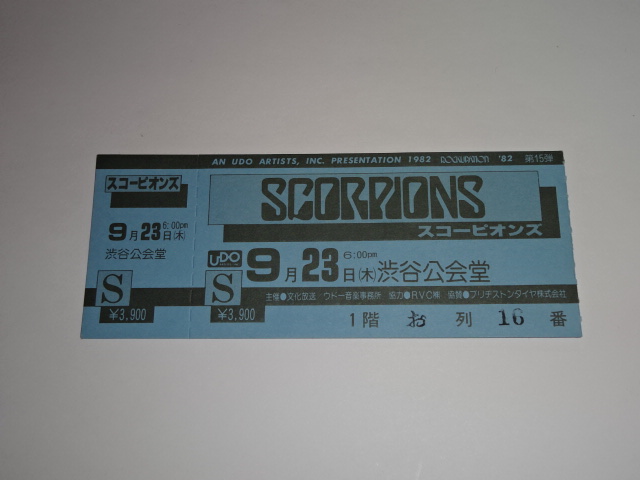 スコーピオンズ
6:00pm
9月23日(木)
渋谷公会堂
S
¥3,900
AN UDO ARTISTS, INC. PRESENTATION 1982 ROCKUPATION '82 第15弾
SCORPIONS
スコーピオンズ
UDO 9月23日(木) 6:00pm 渋谷公会堂
S
主催●文化放送 ウドー音楽事務所 協力●RVC㈱ 協賛●ブリヂストンダイヤ株式会社
¥3,900
1階 お 列 16 番